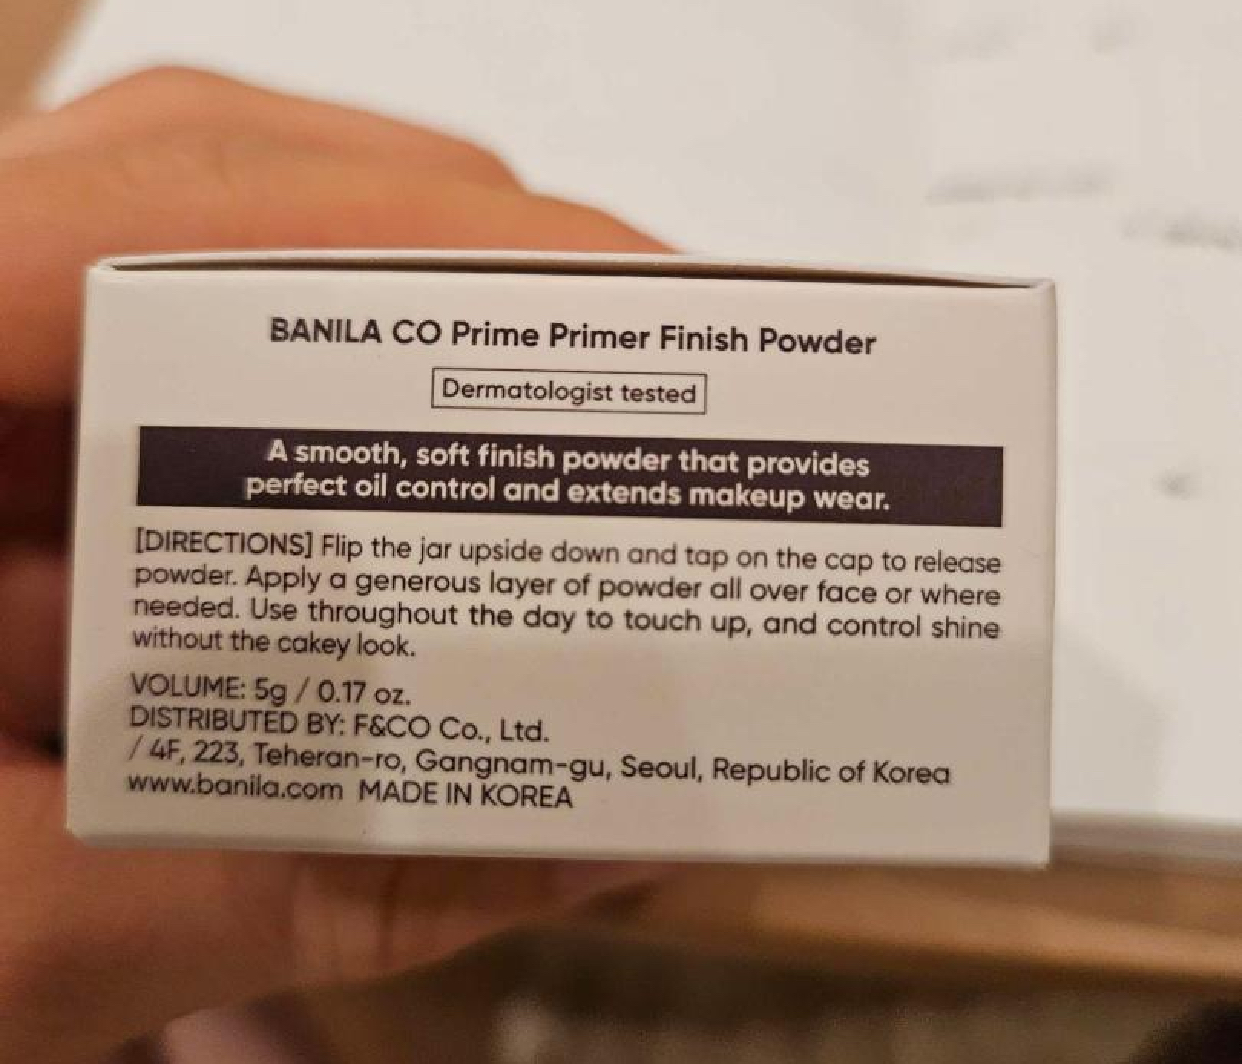 BANILA CO Prime Primer Finish Powder
Dermatologist tested
A smooth, soft finish powder that provides
perfect oil control and extends makeup wear.
[DIRECTIONS] Flip the jar upside down and tap on the cap to release
powder. Apply a generous layer of powder all over face or where
needed. Use throughout the day to touch up, and control shine
without the cakey look.
VOLUME: 5g / 0.17 oz.
DISTRIBUTED BY: F&CO Co., Ltd.
/ 4F, 223, Teheran-ro, Gangnam-gu, Seoul, Republic of Korea
www.banila.com MADE IN KOREA